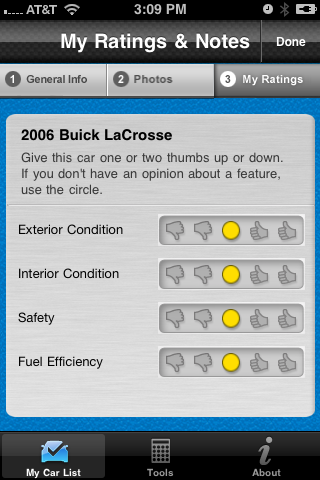 AT&T 3:09 PM
My Ratings & Notes Done
1 General Info 2 Photos 3 My Ratings
2006 Buick LaCrosse
Give this car one or two thumbs up or down.
If you don't have an opinion about a feature,
use the circle.
Exterior Condition
Interior Condition
Safety
Fuel Efficiency
My Car List Tools About